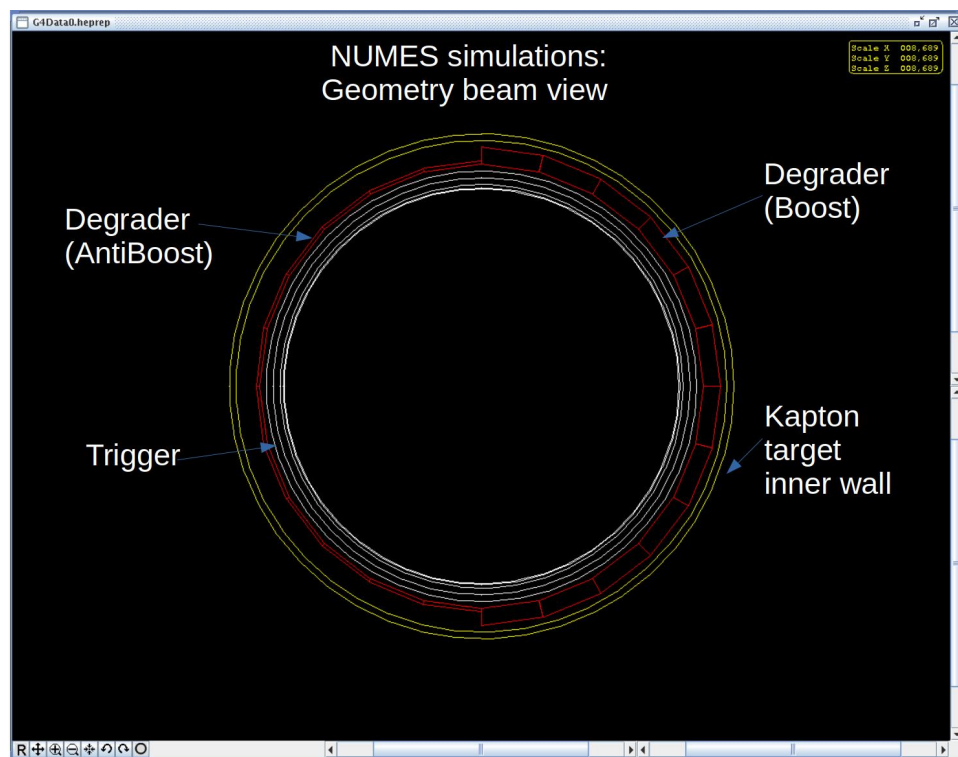 G4Data0.heprep
NUMES simulations:
Geometry beam view
Scale X 008,689
Scale Y 008,689
Scale Z 008,689
Degrader
(Boost)
Degrader
(AntiBoost)
Trigger
Kapton
target
inner wall
R